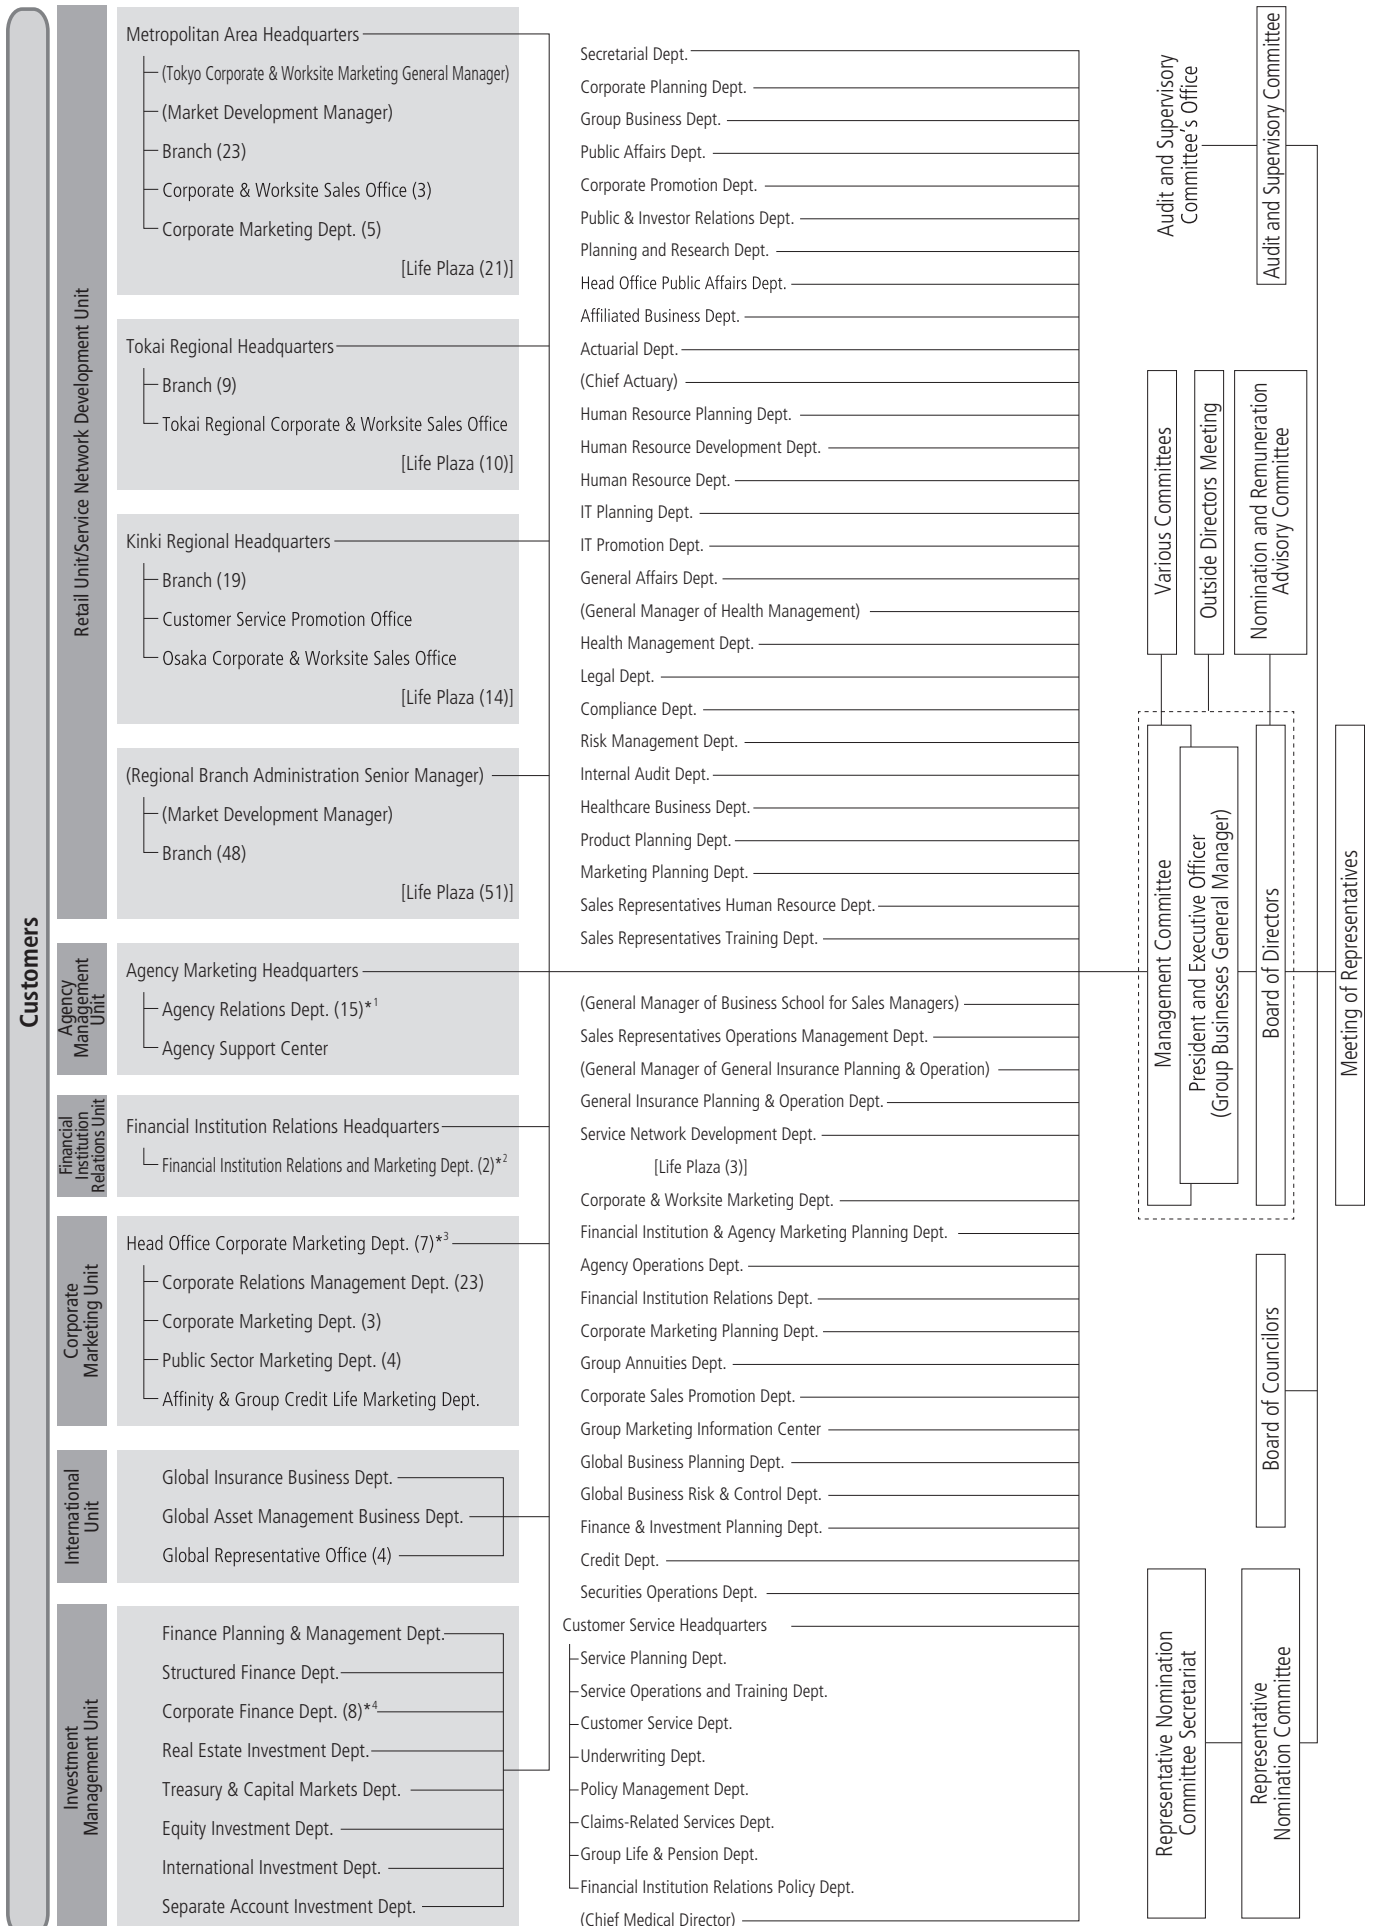 Customers
Retail Unit/Service Network Development Unit
Metropolitan Area Headquarters
(Tokyo Corporate & Worksite Marketing General Manager)
(Market Development Manager)
Branch (23)
Corporate & Worksite Sales Office (3)
Corporate Marketing Dept. (5)
[Life Plaza (21)]
Tokai Regional Headquarters
Branch (9)
Tokai Regional Corporate & Worksite Sales Office
[Life Plaza (10)]
Kinki Regional Headquarters
Branch (19)
Customer Service Promotion Office
Osaka Corporate & Worksite Sales Office
[Life Plaza (14)]
(Regional Branch Administration Senior Manager)
(Market Development Manager)
Branch (48)
[Life Plaza (51)]
Agency
Management
Unit
Agency Marketing Headquarters
Agency Relations Dept. (15)*1
Agency Support Center
Financial
Institution
Relations Unit
Financial Institution Relations Headquarters
Financial Institution Relations and Marketing Dept. (2)*2
Corporate
Marketing Unit
Head Office Corporate Marketing Dept. (7)*3
Corporate Relations Management Dept. (23)
Corporate Marketing Dept. (3)
Public Sector Marketing Dept. (4)
Affinity & Group Credit Life Marketing Dept.
International
Unit
Global Insurance Business Dept.
Global Asset Management Business Dept.
Global Representative Office (4)
Investment
Management Unit
Finance Planning & Management Dept.
Structured Finance Dept.
Corporate Finance Dept. (8)*4
Real Estate Investment Dept.
Treasury & Capital Markets Dept.
Equity Investment Dept.
International Investment Dept.
Separate Account Investment Dept.
Secretarial Dept.
Corporate Planning Dept.
Group Business Dept.
Public Affairs Dept.
Corporate Promotion Dept.
Public & Investor Relations Dept.
Planning and Research Dept.
Head Office Public Affairs Dept.
Affiliated Business Dept.
Actuarial Dept.
(Chief Actuary)
Human Resource Planning Dept.
Human Resource Development Dept.
Human Resource Dept.
IT Planning Dept.
IT Promotion Dept.
General Affairs Dept.
(General Manager of Health Management)
Health Management Dept.
Legal Dept.
Compliance Dept.
Risk Management Dept.
Internal Audit Dept.
Healthcare Business Dept.
Product Planning Dept.
Marketing Planning Dept.
Sales Representatives Human Resource Dept.
Sales Representatives Training Dept.
(General Manager of Business School for Sales Managers)
Sales Representatives Operations Management Dept.
(General Manager of General Insurance Planning & Operation)
General Insurance Planning & Operation Dept.
Service Network Development Dept.
[Life Plaza (3)]
Corporate & Worksite Marketing Dept.
Financial Institution & Agency Marketing Planning Dept.
Agency Operations Dept.
Financial Institution Relations Dept.
Corporate Marketing Planning Dept.
Group Annuities Dept.
Corporate Sales Promotion Dept.
Group Marketing Information Center
Global Business Planning Dept.
Global Business Risk & Control Dept.
Finance & Investment Planning Dept.
Credit Dept.
Securities Operations Dept.
Customer Service Headquarters
Service Planning Dept.
Service Operations and Training Dept.
Customer Service Dept.
Underwriting Dept.
Policy Management Dept.
Claims-Related Services Dept.
Group Life & Pension Dept.
Financial Institution Relations Policy Dept.
(Chief Medical Director)
Audit and Supervisory
Committee's Office
Audit and Supervisory Committee
Various Committees
Outside Directors Meeting
Nomination and Remuneration
Advisory Committee
Management Committee
President and Executive Officer
(Group Businesses General Manager)
Board of Directors
Meeting of Representatives
Board of Councilors
Representative Nomination
Committee Secretariat
Representative
Nomination Committee